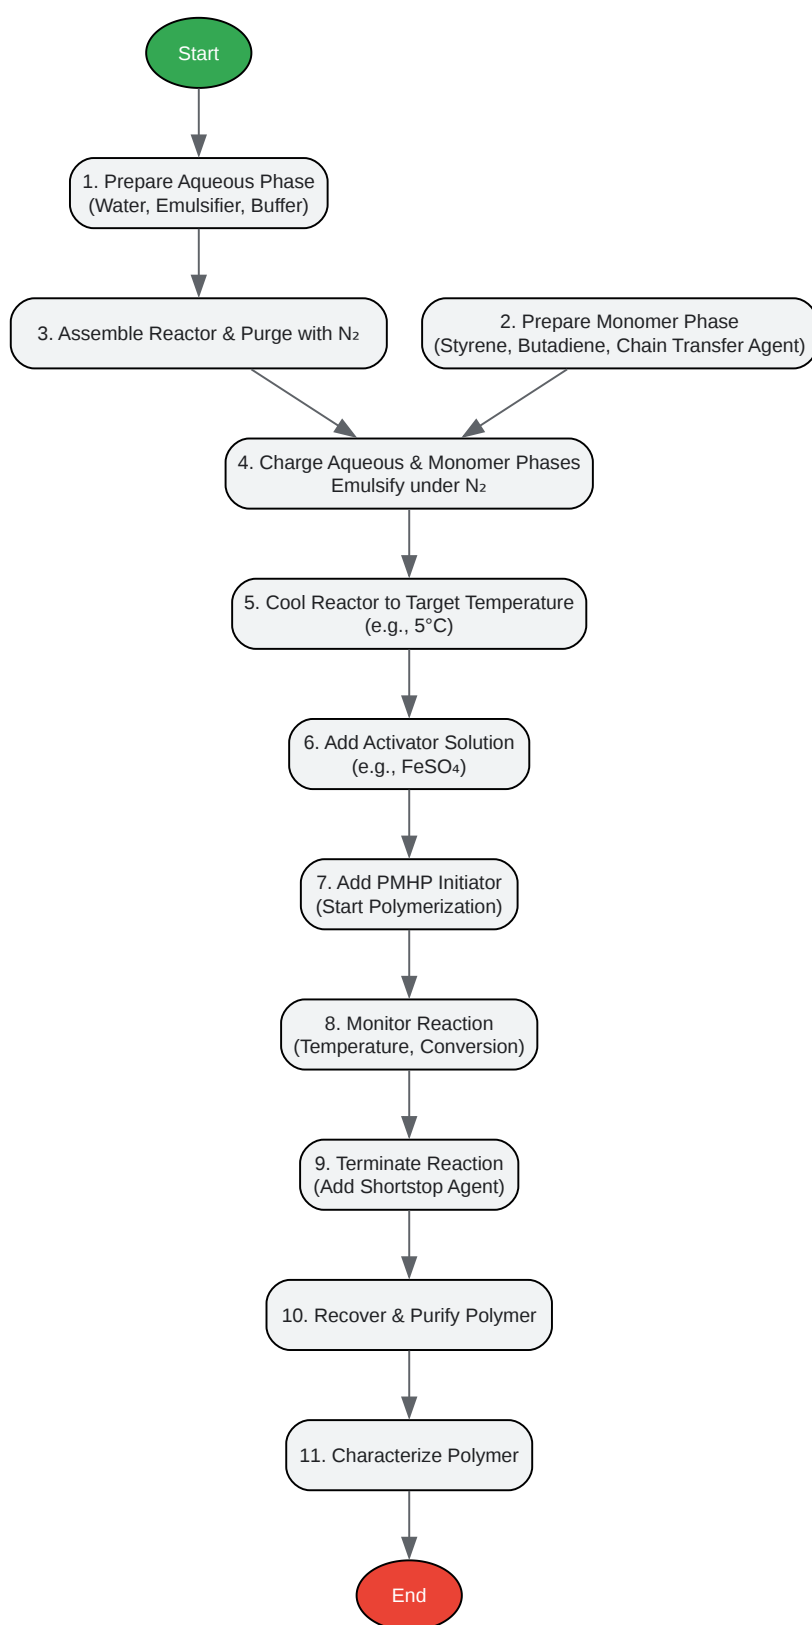 Start
1. Prepare Aqueous Phase
(Water, Emulsifier, Buffer)
3. Assemble Reactor & Purge with N₂
2. Prepare Monomer Phase
(Styrene, Butadiene, Chain Transfer Agent)
4. Charge Aqueous & Monomer Phases
Emulsify under N₂
5. Cool Reactor to Target Temperature
(e.g., 5°C)
6. Add Activator Solution
(e.g., FeSO₄)
7. Add PMHP Initiator
(Start Polymerization)
8. Monitor Reaction
(Temperature, Conversion)
9. Terminate Reaction
(Add Shortstop Agent)
10. Recover & Purify Polymer
11. Characterize Polymer
End